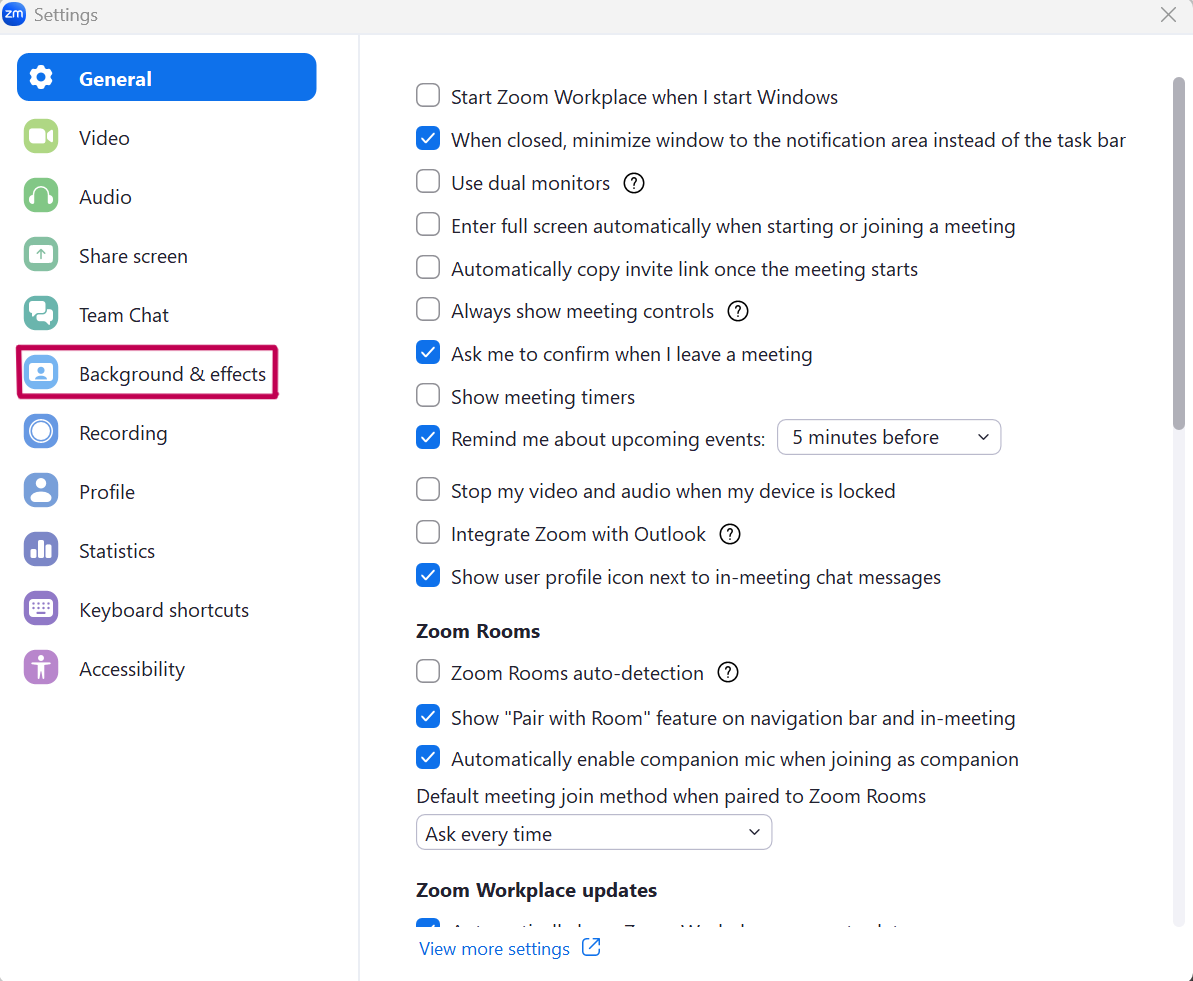 zm Settings
General
Video
Audio
Share screen
Team Chat
Background & effects
Recording
Profile
Statistics
Keyboard shortcuts
Accessibility
Start Zoom Workplace when I start Windows
When closed, minimize window to the notification area instead of the task bar
Use dual monitors ?
Enter full screen automatically when starting or joining a meeting
Automatically copy invite link once the meeting starts
Always show meeting controls ?
Ask me to confirm when I leave a meeting
Show meeting timers
Remind me about upcoming events: 5 minutes before
Stop my video and audio when my device is locked
Integrate Zoom with Outlook ?
Show user profile icon next to in-meeting chat messages
Zoom Rooms
Zoom Rooms auto-detection ?
Show "Pair with Room" feature on navigation bar and in-meeting
Automatically enable companion mic when joining as companion
Default meeting join method when paired to Zoom Rooms
Ask every time
Zoom Workplace updates
View more settings